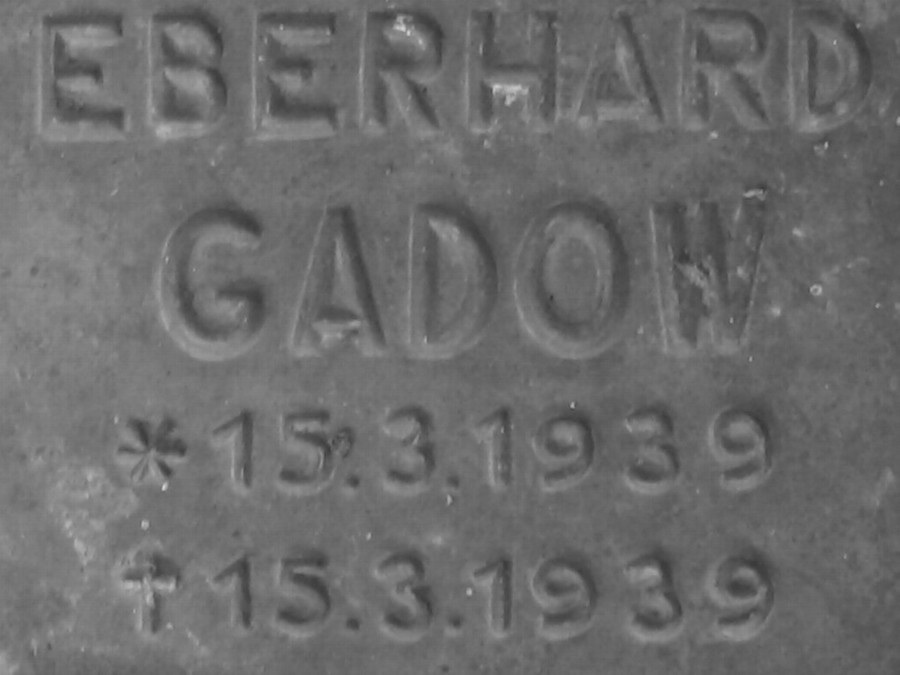 EBERHARD
GADOW
* 15.3.1939
† 15.3.1939